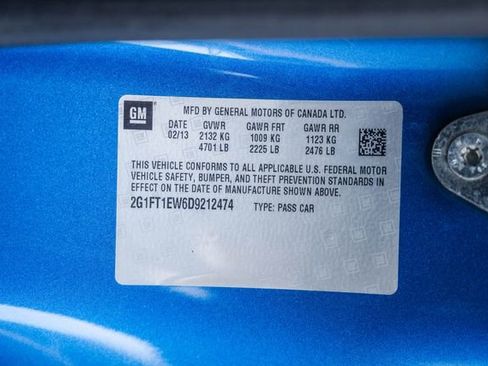 GM
MFD BY GENERAL MOTORS OF CANADA LTD.
DATE GVWR GAWR FRT GAWR RR
02/13 2132 KG 1009 KG 1123 KG
4701 LB 2225 LB 2476 LB
THIS VEHICLE CONFORMS TO ALL APPLICABLE U.S. FEDERAL MOTOR
VEHICLE SAFETY, BUMPER, AND THEFT PREVENTION STANDARDS IN
EFFECT ON THE DATE OF MANUFACTURE SHOWN ABOVE.
2G1FT1EW6D9212474 TYPE: PASS CAR